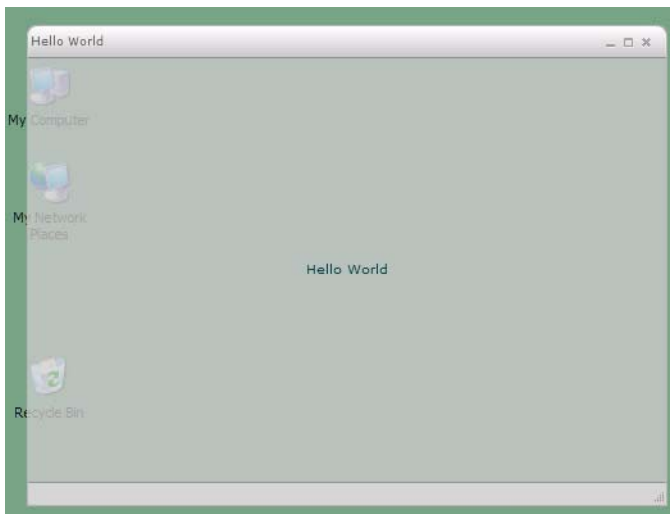 Hello World
My Computer
My Network
Places
Hello World
Recycle Bin